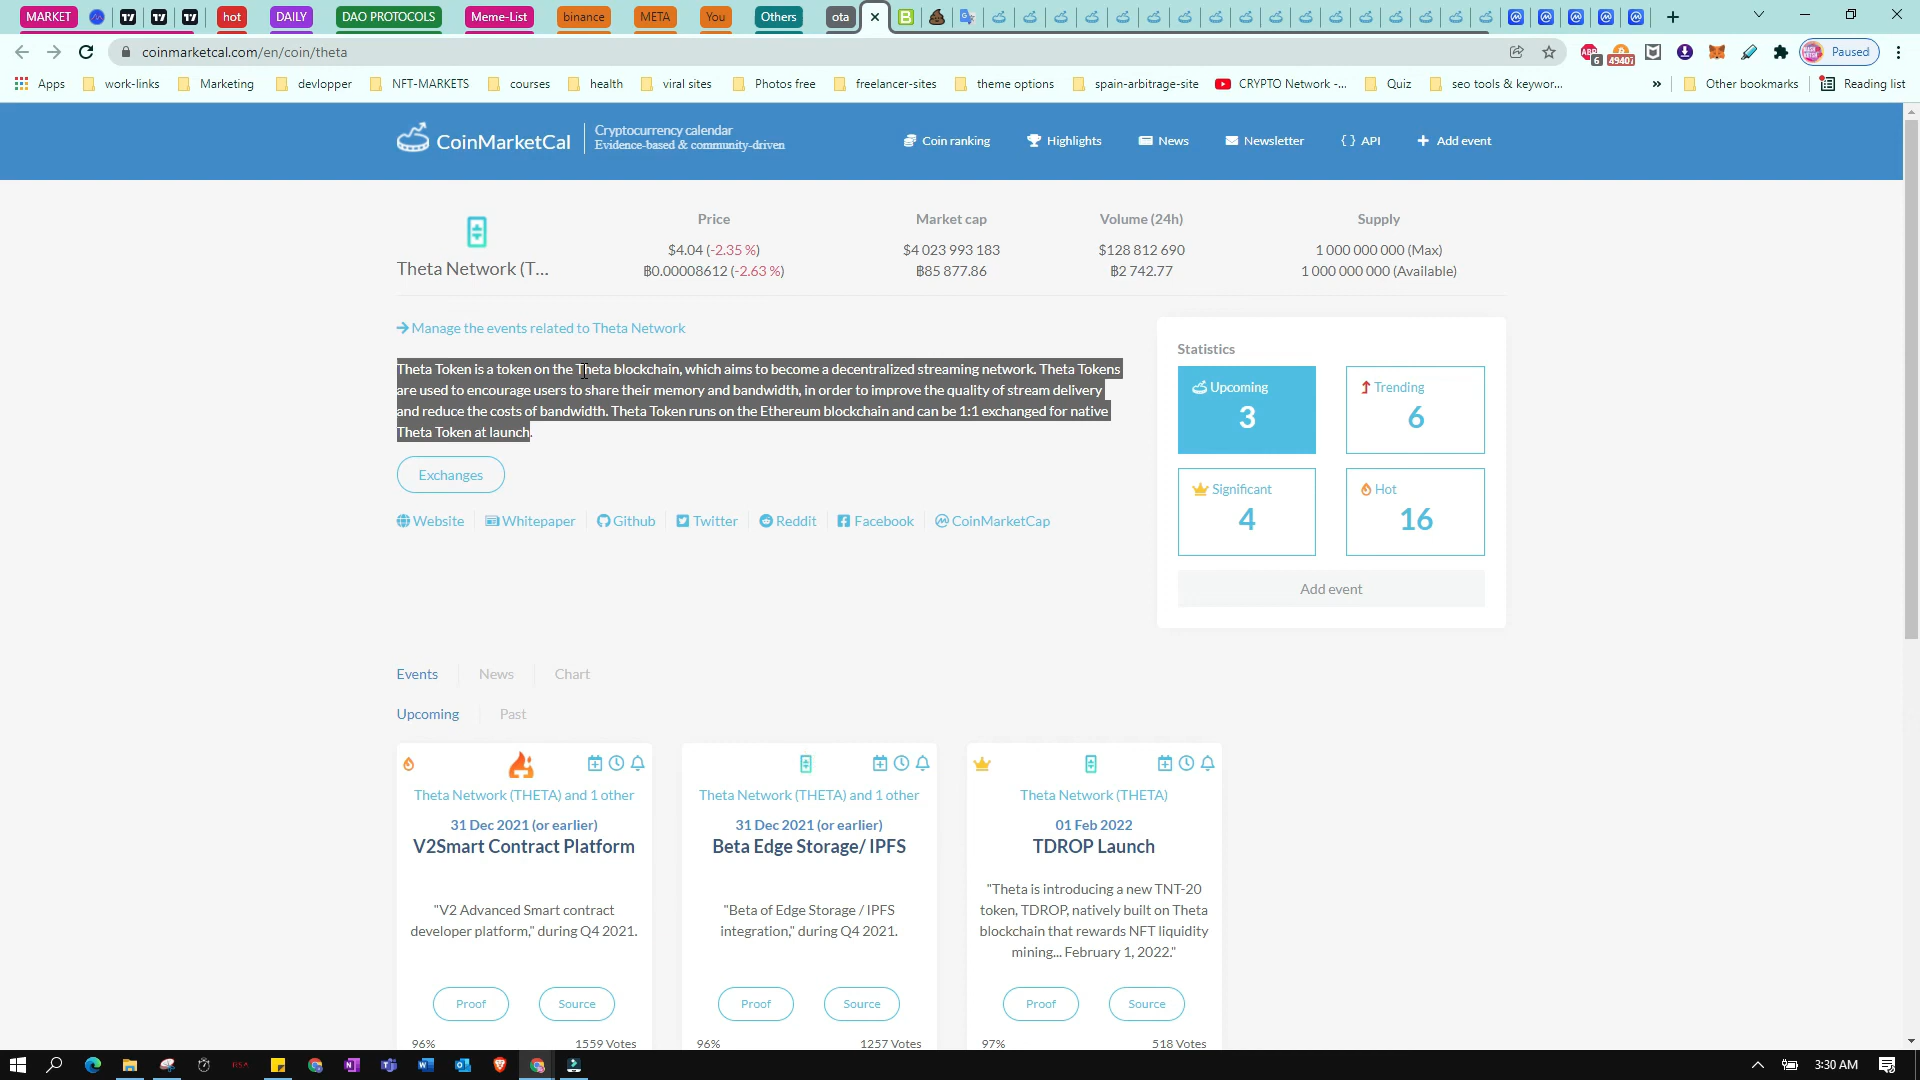 MARKET
hot
DAILY
DAO PROTOCOLS
Meme-List
binance
META
You
Others
ota
coinmarketcal.com/en/coin/theta
6
49407
Paused
Apps
work-links
Marketing
devlopper
NFT-MARKETS
courses
health
viral sites
Photos free
freelancer-sites
theme options
spain-arbitrage-site
CRYPTO Network -...
Quiz
seo tools & keywor...
»
Other bookmarks
Reading list
CoinMarketCal
Cryptocurrency calendar
Evidence-based & community-driven
Coin ranking
Highlights
News
Newsletter
{ } API
+ Add event
Theta Network (T...
Price
$4.04 (-2.35 %)
฿0.00008612 (-2.63 %)
Market cap
$4 023 993 183
฿85 877.86
Volume (24h)
$128 812 690
฿2 742.77
Supply
1 000 000 000 (Max)
1 000 000 000 (Available)
Manage the events related to Theta Network
Theta Token is a token on the Theta blockchain, which aims to become a decentralized streaming network. Theta Tokens
are used to encourage users to share their memory and bandwidth, in order to improve the quality of stream delivery
and reduce the costs of bandwidth. Theta Token runs on the Ethereum blockchain and can be 1:1 exchanged for native
Theta Token at launch.
Exchanges
Website
Whitepaper
Github
Twitter
Reddit
Facebook
CoinMarketCap
Statistics
Upcoming
3
Trending
6
Significant
4
Hot
16
Add event
Events
News
Chart
Upcoming
Past
Theta Network (THETA) and 1 other
31 Dec 2021 (or earlier)
V2Smart Contract Platform
"V2 Advanced Smart contract
developer platform," during Q4 2021.
Proof
Source
96%
1559 Votes
Theta Network (THETA) and 1 other
31 Dec 2021 (or earlier)
Beta Edge Storage/ IPFS
"Beta of Edge Storage / IPFS
integration," during Q4 2021.
Proof
Source
96%
1257 Votes
Theta Network (THETA)
01 Feb 2022
TDROP Launch
"Theta is introducing a new TNT-20
token, TDROP, natively built on Theta
blockchain that rewards NFT liquidity
mining... February 1, 2022."
Proof
Source
97%
518 Votes
3:30 AM